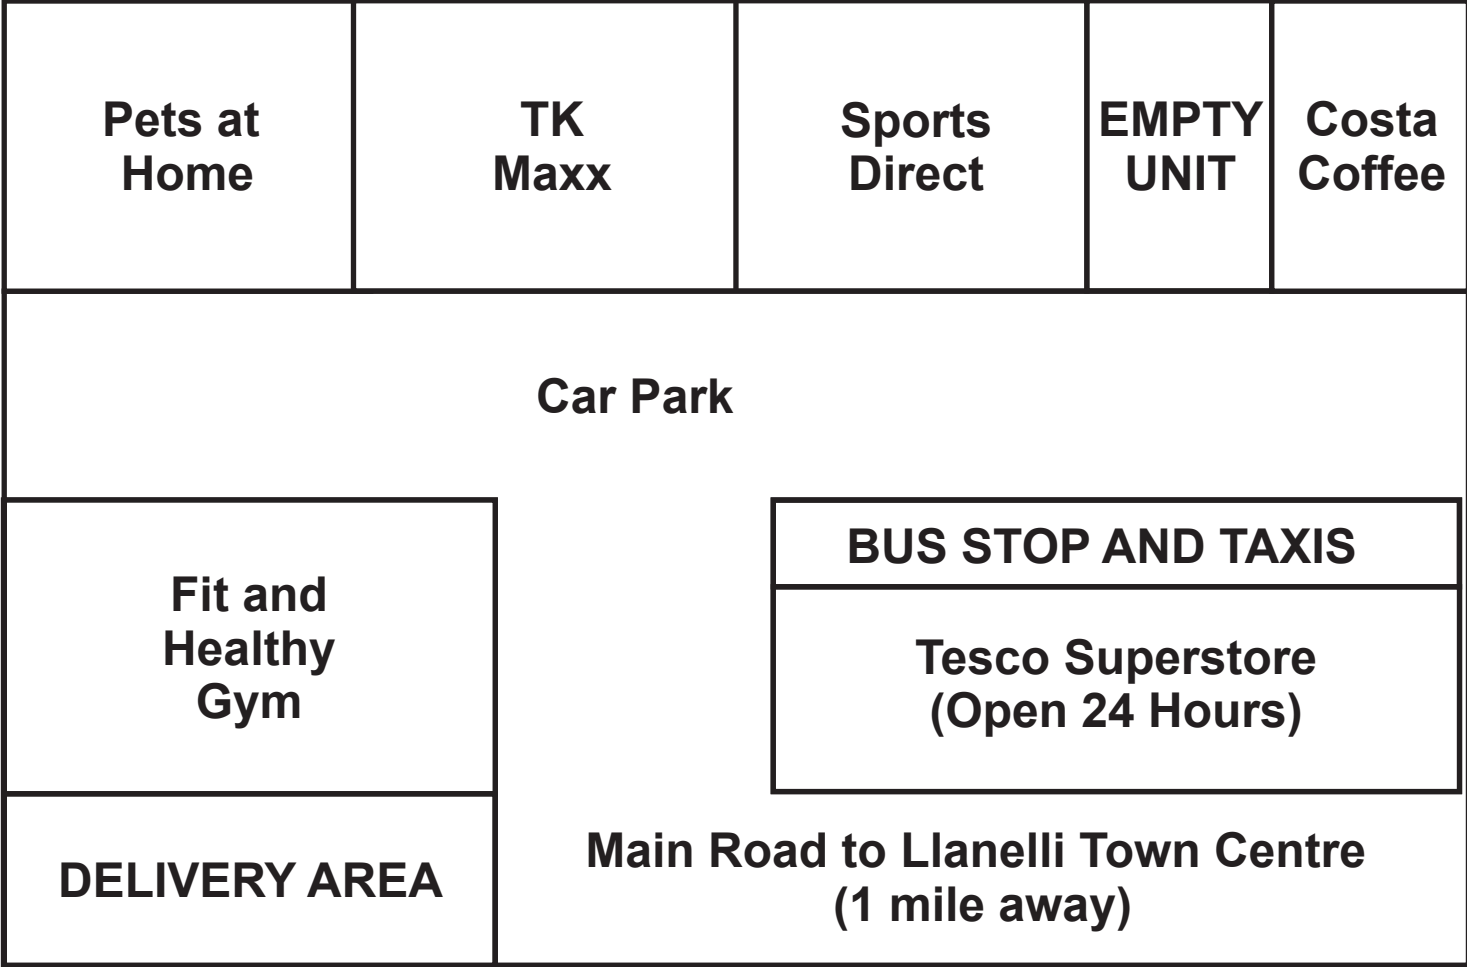 Pets at
Home
TK
Maxx
Sports
Direct
EMPTY
UNIT
Costa
Coffee
Car Park
Fit and
Healthy
Gym
BUS STOP AND TAXIS
Tesco Superstore
(Open 24 Hours)
DELIVERY AREA
Main Road to Llanelli Town Centre
(1 mile away)